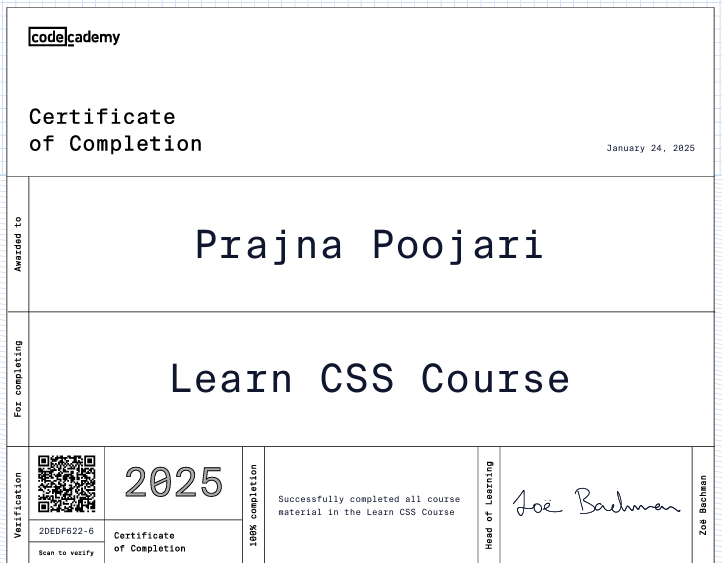 codecademy
Certificate
of Completion
January 24, 2025
Awarded to
Prajna Poojari
For completing
Learn CSS Course
Verification
2DEDF622-6
Scan to verify
2025
Certificate
of Completion
100% completion
Successfully completed all course
material in the Learn CSS Course
Head of Learning
Zoë Bachman
Zoë Bachman